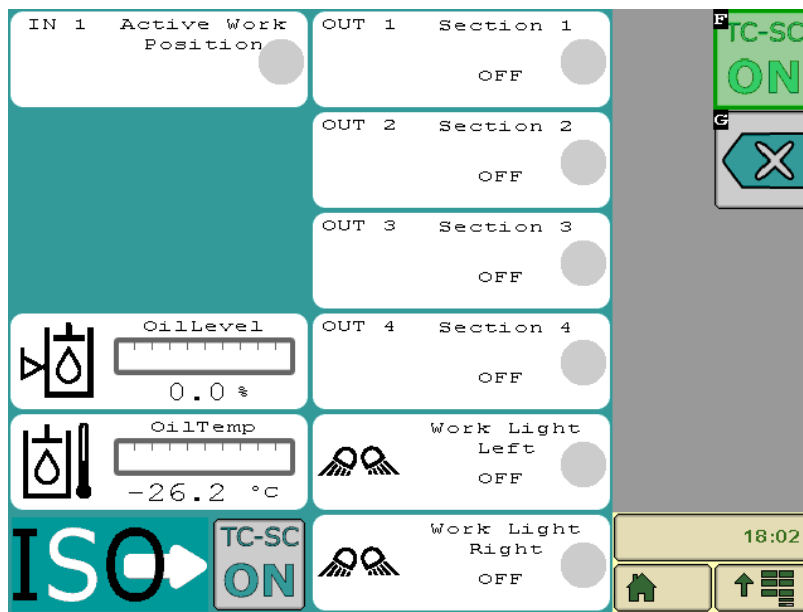 IN 1 Active Work
Position
OUT 1 Section 1
OFF
OUT 2 Section 2
OFF
OUT 3 Section 3
OFF
OilLevel
0.0 %
OUT 4 Section 4
OFF
OilTemp
-26.2 °C
Work Light
Left
OFF
ISO
TC-SC
ON
Work Light
Right
OFF
F
TC-SC
ON
G
18:02